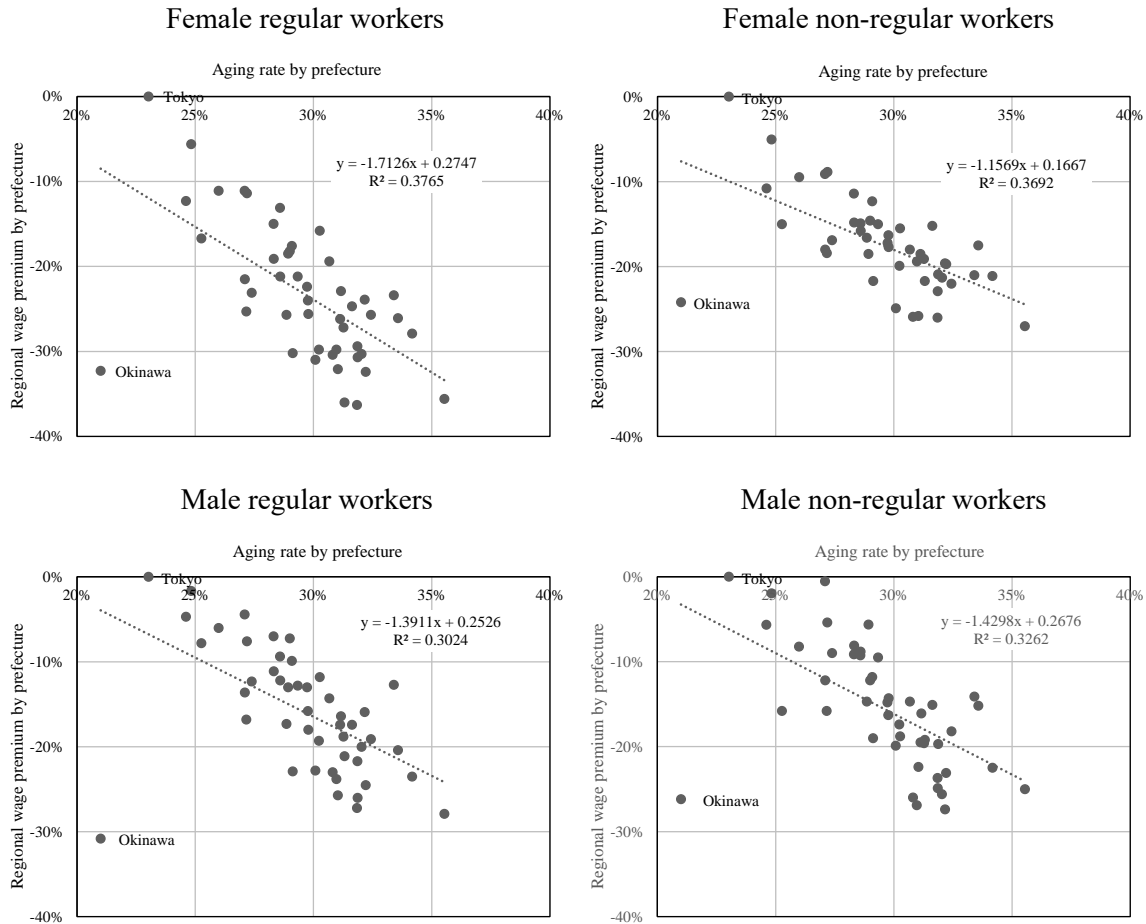 Female regular workers
Aging rate by prefecture
Regional wage premium by prefecture
0%
-10%
-20%
-30%
-40%
20%
25%
30%
35%
40%
Tokyo
y = -1.7126x + 0.2747
R² = 0.3765
Okinawa
Female non-regular workers
Aging rate by prefecture
Regional wage premium by prefecture
0%
-10%
-20%
-30%
-40%
20%
25%
30%
35%
40%
Tokyo
y = -1.1569x + 0.1667
R² = 0.3692
Okinawa
Male regular workers
Aging rate by prefecture
Regional wage premium by prefecture
0%
-10%
-20%
-30%
-40%
20%
25%
30%
35%
40%
Tokyo
y = -1.3911x + 0.2526
R² = 0.3024
Okinawa
Male non-regular workers
Aging rate by prefecture
Regional wage premium by prefecture
0%
-10%
-20%
-30%
-40%
20%
25%
30%
35%
40%
Tokyo
y = -1.4298x + 0.2676
R² = 0.3262
Okinawa